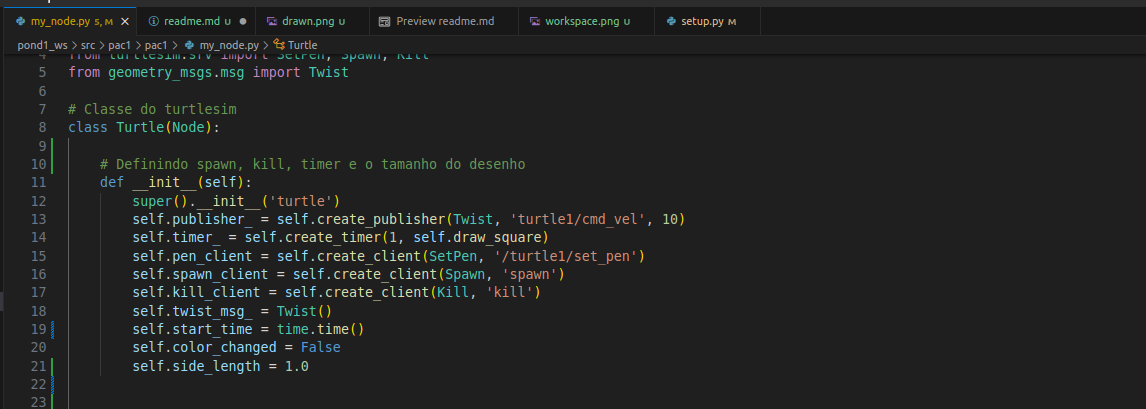 my_node.py 5, M
readme.md U
drawn.png U
Preview readme.md
workspace.png U
setup.py M
pond1_ws > src > pac1 > pac1 > my_node.py > Turtle
4 from turtlesim.srv import SetPen, Spawn, Kill
5 from geometry_msgs.msg import Twist
6
7 # Classe do turtlesim
8 class Turtle(Node):
9
10 # Definindo spawn, kill, timer e o tamanho do desenho
11 def __init__(self):
12 super().__init__('turtle')
13 self.publisher_ = self.create_publisher(Twist, 'turtle1/cmd_vel', 10)
14 self.timer_ = self.create_timer(1, self.draw_square)
15 self.pen_client = self.create_client(SetPen, '/turtle1/set_pen')
16 self.spawn_client = self.create_client(Spawn, 'spawn')
17 self.kill_client = self.create_client(Kill, 'kill')
18 self.twist_msg_ = Twist()
19 self.start_time = time.time()
20 self.color_changed = False
21 self.side_length = 1.0
22
23